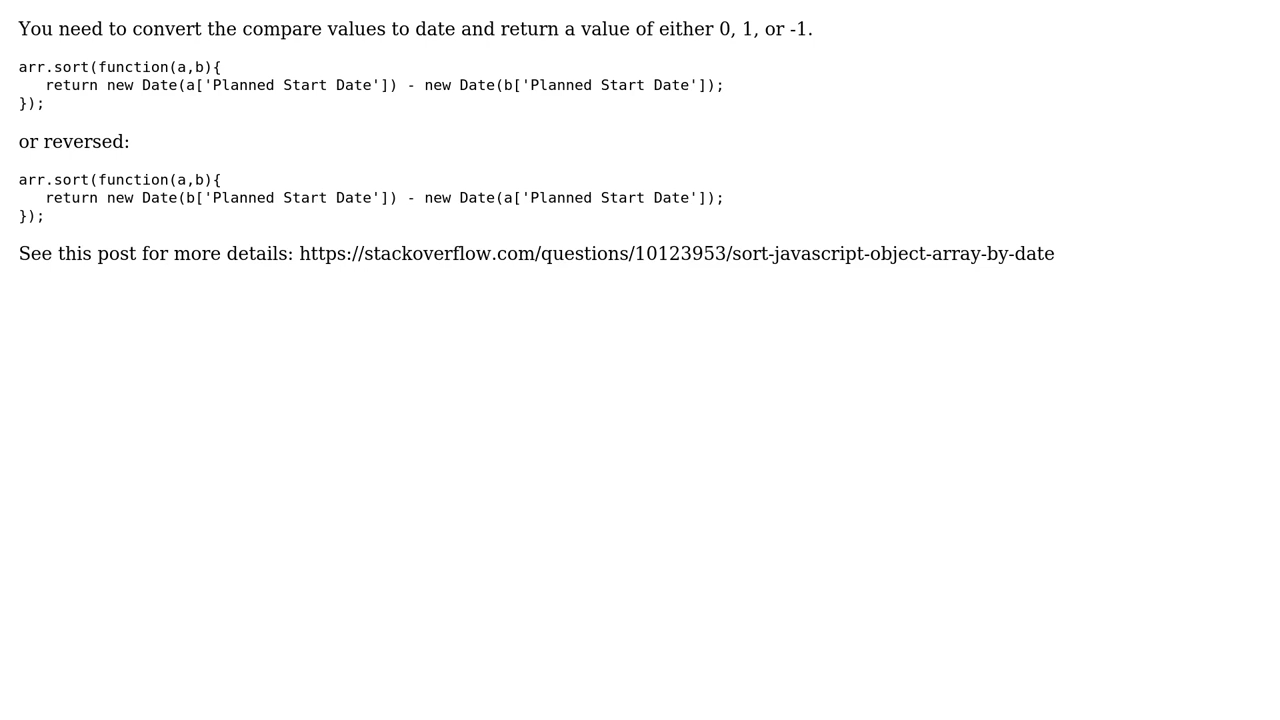 You need to convert the compare values to date and return a value of either 0, 1, or -1.
arr.sort(function(a,b){
   return new Date(a['Planned Start Date']) - new Date(b['Planned Start Date']);
});
or reversed:
arr.sort(function(a,b){
   return new Date(b['Planned Start Date']) - new Date(a['Planned Start Date']);
});
See this post for more details: https://stackoverflow.com/questions/10123953/sort-javascript-object-array-by-date